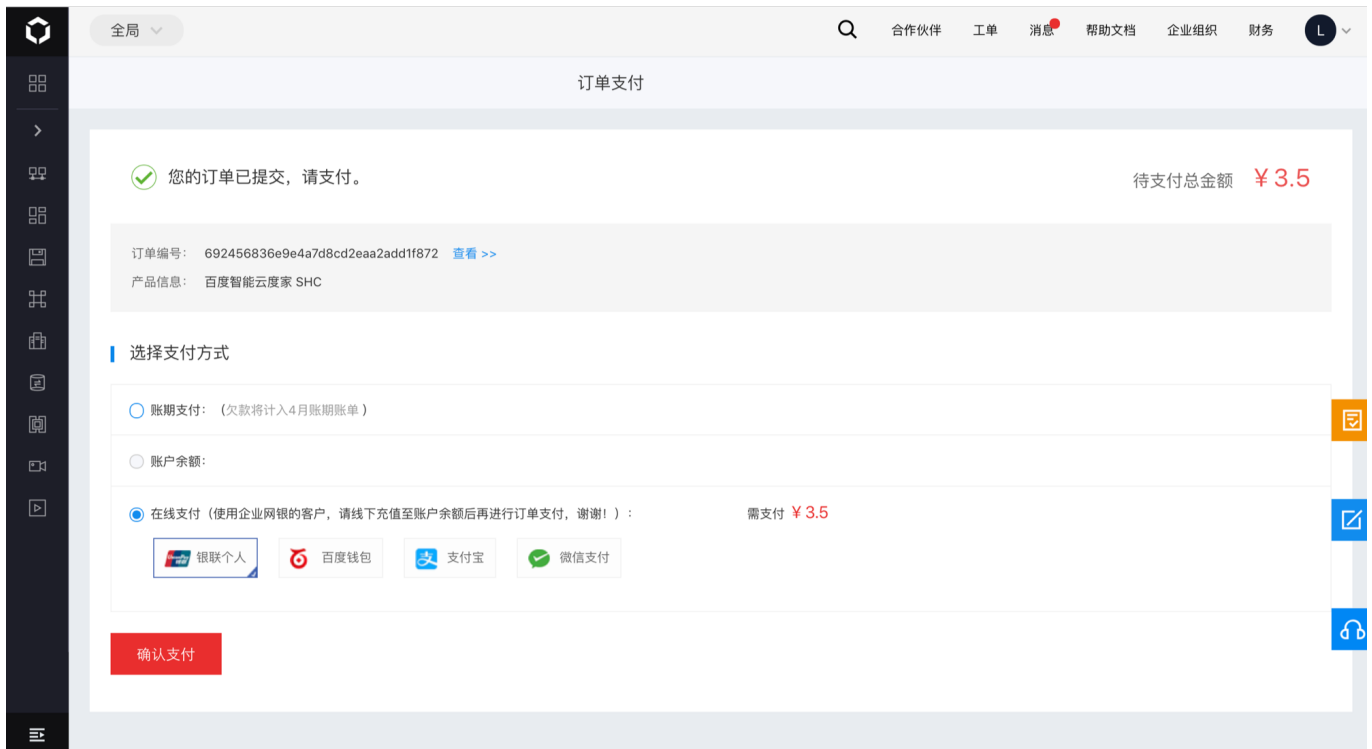 全局 合作伙伴 工单 消息 帮助文档 企业组织 财务 L
订单支付
您的订单已提交，请支付。 待支付总金额 ¥3.5
订单编号： 692456836e9e4a7d8cd2eaa2add1f872 查看 >>
产品信息： 百度智能云度家 SHC
选择支付方式
账期支付：（欠款将计入4月账期账单）
账户余额：
在线支付（使用企业网银的客户，请线下充值至账户余额后再进行订单支付，谢谢！）： 需支付 ¥3.5
银联个人 百度钱包 支付宝 微信支付
确认支付